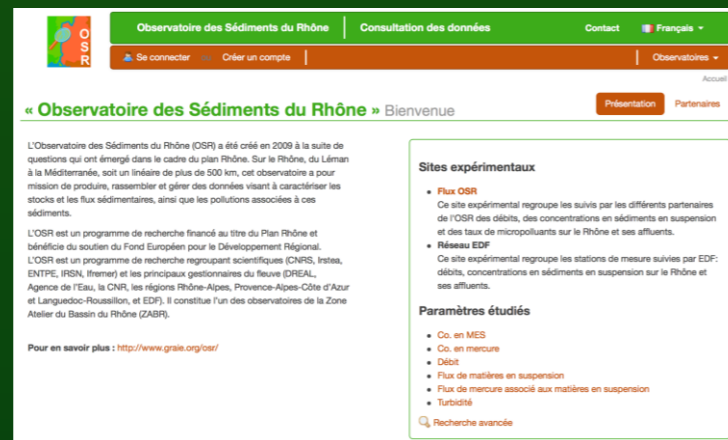 OSR
Observatoire des Sédiments du Rhône
Consultation des données
Contact
Français
Se connecter
Créer un compte
Observatoires
Accueil
« Observatoire des Sédiments du Rhône » Bienvenue
Présentation
Partenaires
L'Observatoire des Sédiments du Rhône (OSR) a été créé en 2009 à la suite de
questions qui ont émergé dans le cadre du plan Rhône. Sur le Rhône, du Léman
à la Méditerranée, soit un linéaire de plus de 500 km, cet observatoire a pour
mission de produire, rassembler et gérer des données visant à caractériser les
stocks et les flux sédimentaires, ainsi que les pollutions associées à ces
sédiments.
L'OSR est un programme de recherche financé au titre du Plan Rhône et
bénéficie du soutien du Fond Européen pour le Développement Régional.
L'OSR est un programme de recherche regroupant scientifiques (CNRS, Irstea,
ENTPE, IRSN, Ifremer) et les principaux gestionnaires du fleuve (DREAL,
Agence de l'Eau, la CNR, les régions Rhône-Alpes, Provence-Alpes-Côte d'Azur
et Languedoc-Roussillon, et EDF). Il constitue l'un des observatoires de la Zone
Atelier du Bassin du Rhône (ZABR).
Pour en savoir plus : http://www.graie.org/osr/
Sites expérimentaux
• Flux OSR
Ce site expérimental regroupe les suivis par les différents partenaires
de l'OSR des débits, des concentrations en sédiments en suspension
et des taux de micropolluants sur le Rhône et ses affluents.
• Réseau EDF
Ce site expérimental regroupe les stations de mesure suivies par EDF:
débits, concentrations en sédiments en suspension sur le Rhône et
ses affluents.
Paramètres étudiés
• Co. en MES
• Co. en mercure
• Débit
• Flux de matières en suspension
• Flux de mercure associé aux matières en suspension
• Turbidité
Recherche avancée